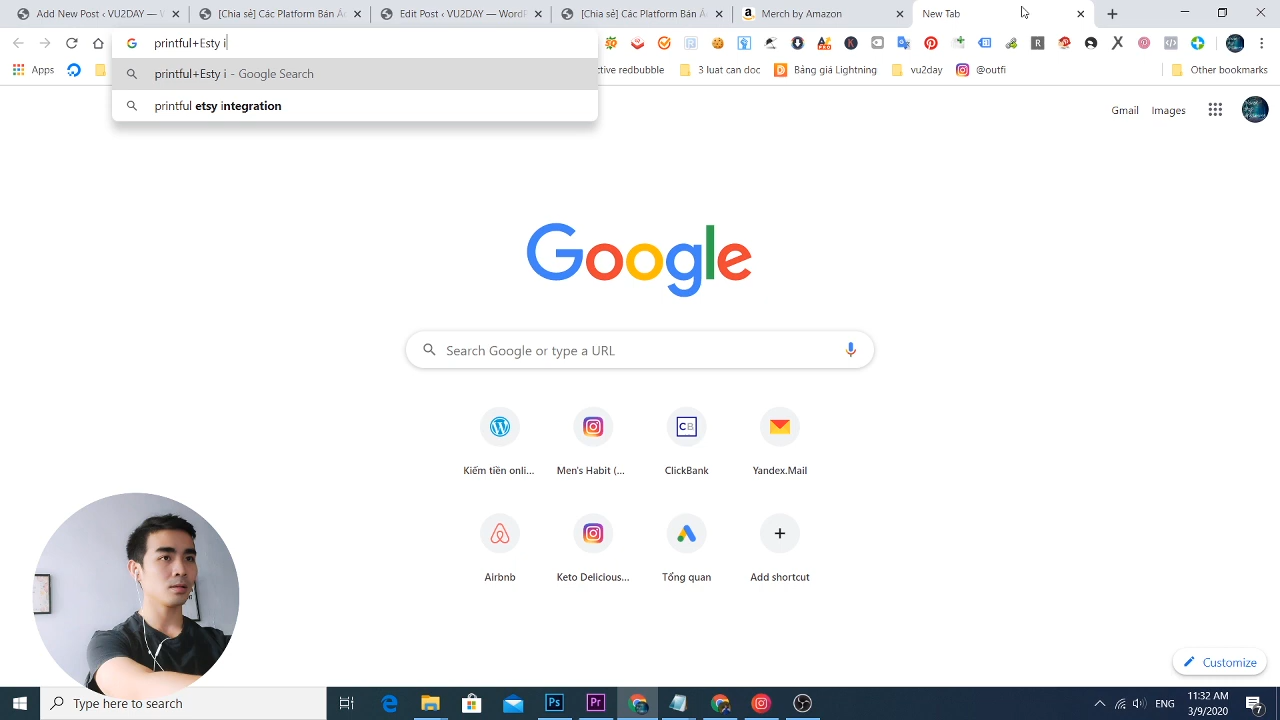 Add New Post ‹ VU2DAY — W
[Chia sẻ] Các Platform Bán Á
Edit Post ‹ VU2DAY — WordP
[Chia sẻ] Các Platform Bán Á
Merch by Amazon
New Tab
printful+Esty i
printful+Esty i - Google Search
printful etsy integration
Apps
ctive redbubble
3 luat can doc
Bảng giá Lightning
vu2day
@outfi
Other bookmarks
Gmail
Images
Google
Search Google or type a URL
Kiếm tiền onli...
Men's Habit (...
ClickBank
Yandex.Mail
Airbnb
Keto Delicious...
Tổng quan
Add shortcut
Customize
Type here to search
Ps
Pr
ENG
11:32 AM
3/9/2020
7